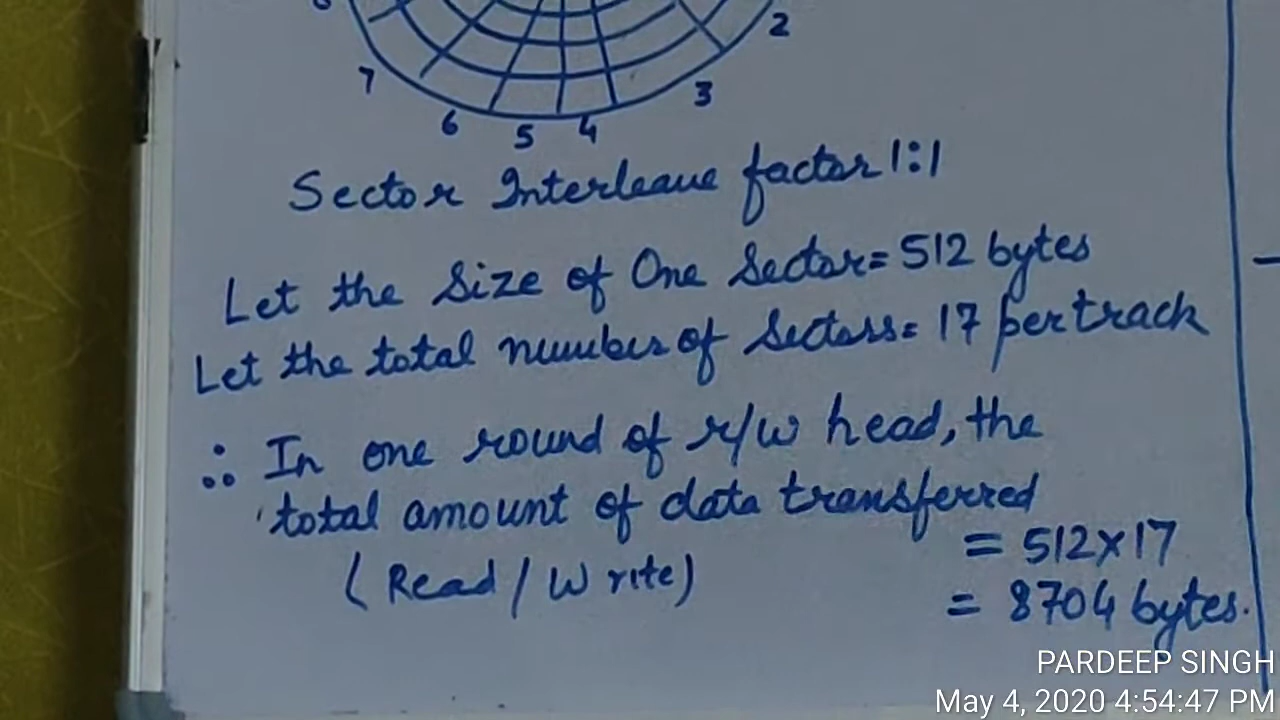 2
7
3
6
5
4
Sector Interleave factor 1:1
Let the Size of One Sector = 512 bytes
Let the total number of Sectors = 17 per track
∴ In one round of r/w head, the
total amount of data transferred
= 512×17
(Read/Write)
= 8704 bytes.
PARDEEP SINGH
May 4, 2020 4:54:47 PM